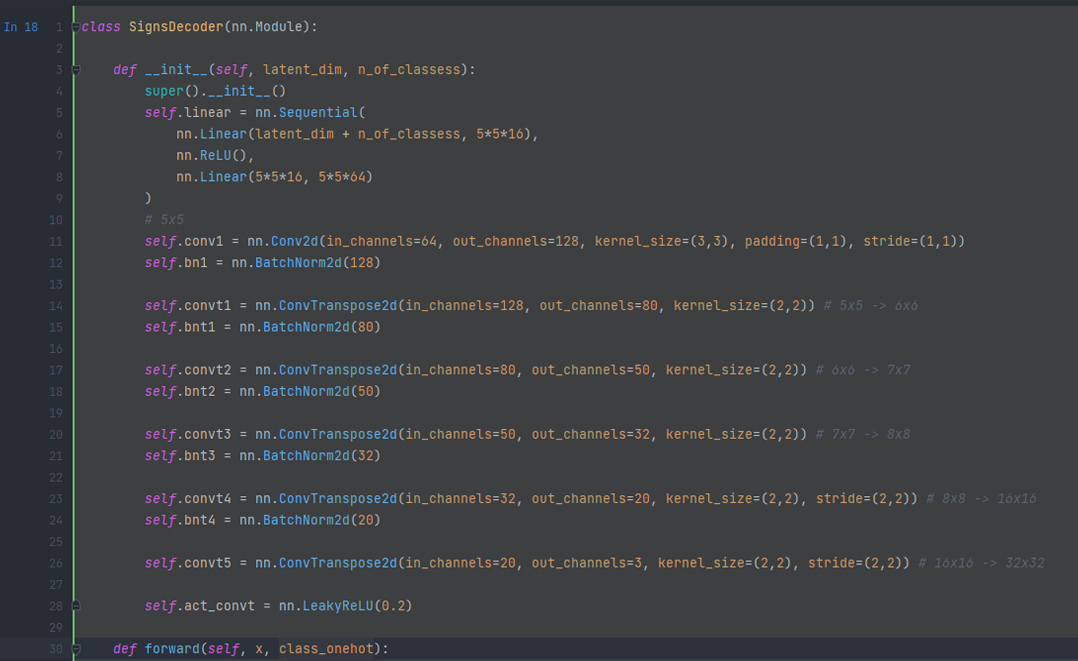 In 18 1 class SignsDecoder(nn.Module):
2
3 def __init__(self, latent_dim, n_of_classess):
4 super().__init__()
5 self.linear = nn.Sequential(
6 nn.Linear(latent_dim + n_of_classess, 5*5*16),
7 nn.ReLU(),
8 nn.Linear(5*5*16, 5*5*64)
9 )
10 # 5x5
11 self.conv1 = nn.Conv2d(in_channels=64, out_channels=128, kernel_size=(3,3), padding=(1,1), stride=(1,1))
12 self.bn1 = nn.BatchNorm2d(128)
13
14 self.convt1 = nn.ConvTranspose2d(in_channels=128, out_channels=80, kernel_size=(2,2)) # 5x5 -> 6x6
15 self.bnt1 = nn.BatchNorm2d(80)
16
17 self.convt2 = nn.ConvTranspose2d(in_channels=80, out_channels=50, kernel_size=(2,2)) # 6x6 -> 7x7
18 self.bnt2 = nn.BatchNorm2d(50)
19
20 self.convt3 = nn.ConvTranspose2d(in_channels=50, out_channels=32, kernel_size=(2,2)) # 7x7 -> 8x8
21 self.bnt3 = nn.BatchNorm2d(32)
22
23 self.convt4 = nn.ConvTranspose2d(in_channels=32, out_channels=20, kernel_size=(2,2), stride=(2,2)) # 8x8 -> 16x16
24 self.bnt4 = nn.BatchNorm2d(20)
25
26 self.convt5 = nn.ConvTranspose2d(in_channels=20, out_channels=3, kernel_size=(2,2), stride=(2,2)) # 16x16 -> 32x32
27
28 self.act_convt = nn.LeakyReLU(0.2)
29
30 def forward(self, x, class_onehot):